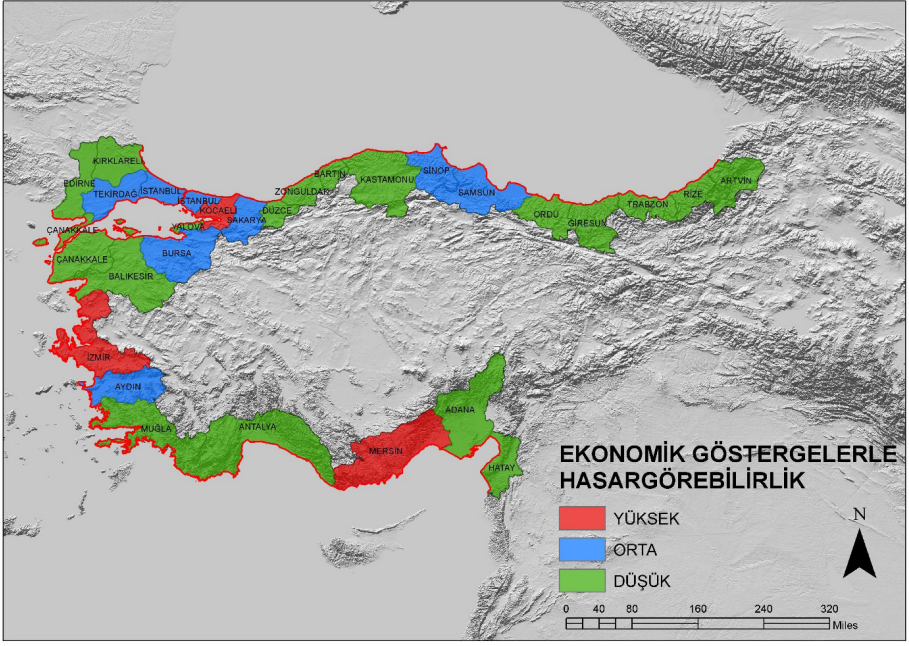 KIRKLARELİ
EDİRNE
TEKİRDAĞ
İSTANBUL
İSTANBUL
KOCAELİ
YALOVA
SAKARYA
DÜZCE
ZONGULDAK
BARTIN
KASTAMONU
SİNOP
SAMSUN
ORDU
GİRESUN
TRABZON
RİZE
ARTVİN
ÇANAKKALE
ÇANAKKALE
BURSA
BALIKESİR
İZMİR
AYDIN
MUĞLA
ANTALYA
MERSİN
ADANA
HATAY
EKONOMİK GÖSTERGELERLE
HASARGÖREBİLİRLİK
YÜKSEK
ORTA
DÜŞÜK
N
0 40 80 160 240 320
Miles